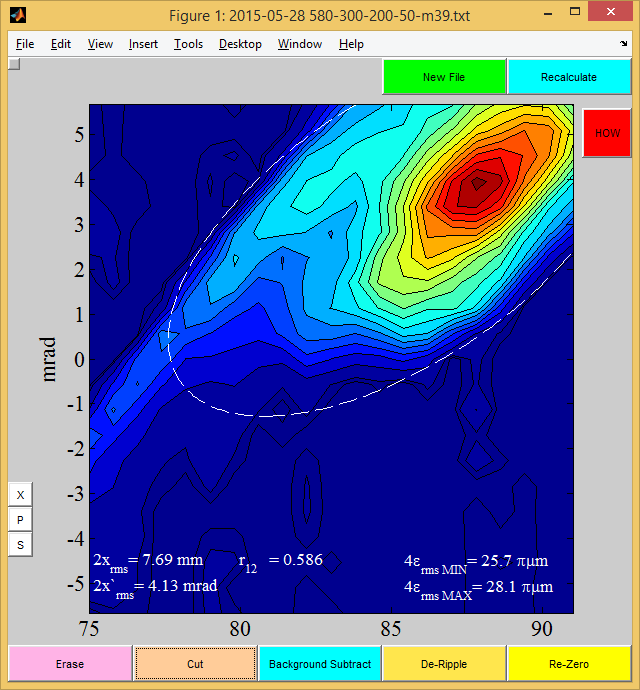 Figure 1: 2015-05-28 580-300-200-50-m39.txt
File Edit View Insert Tools Desktop Window Help
New File Recalculate
HOW
5
4
3
2
1
0
-1
-2
-3
-4
-5
mrad
X
P
S
2xrms= 7.69 mm r12 = 0.586 4εrms MIN= 25.7 πμm
2x`rms= 4.13 mrad 4εrms MAX= 28.1 πμm
75 80 85 90
Erase Cut Background Subtract De-Ripple Re-Zero